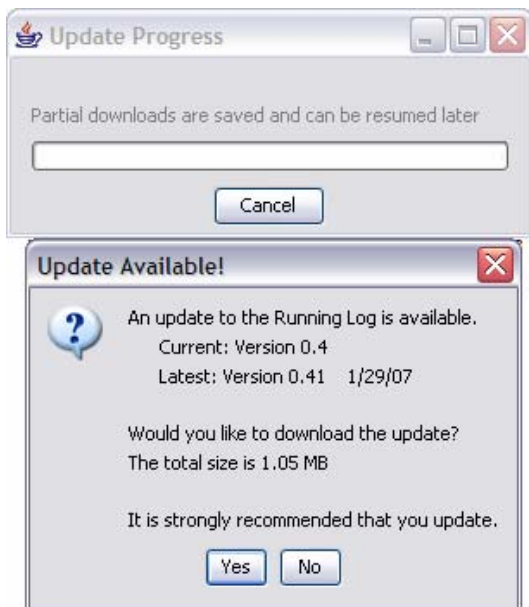 Update Progress
Partial downloads are saved and can be resumed later
Cancel
Update Available!
An update to the Running Log is available.
Current: Version 0.4
Latest: Version 0.41 1/29/07
Would you like to download the update?
The total size is 1.05 MB
It is strongly recommended that you update.
Yes No